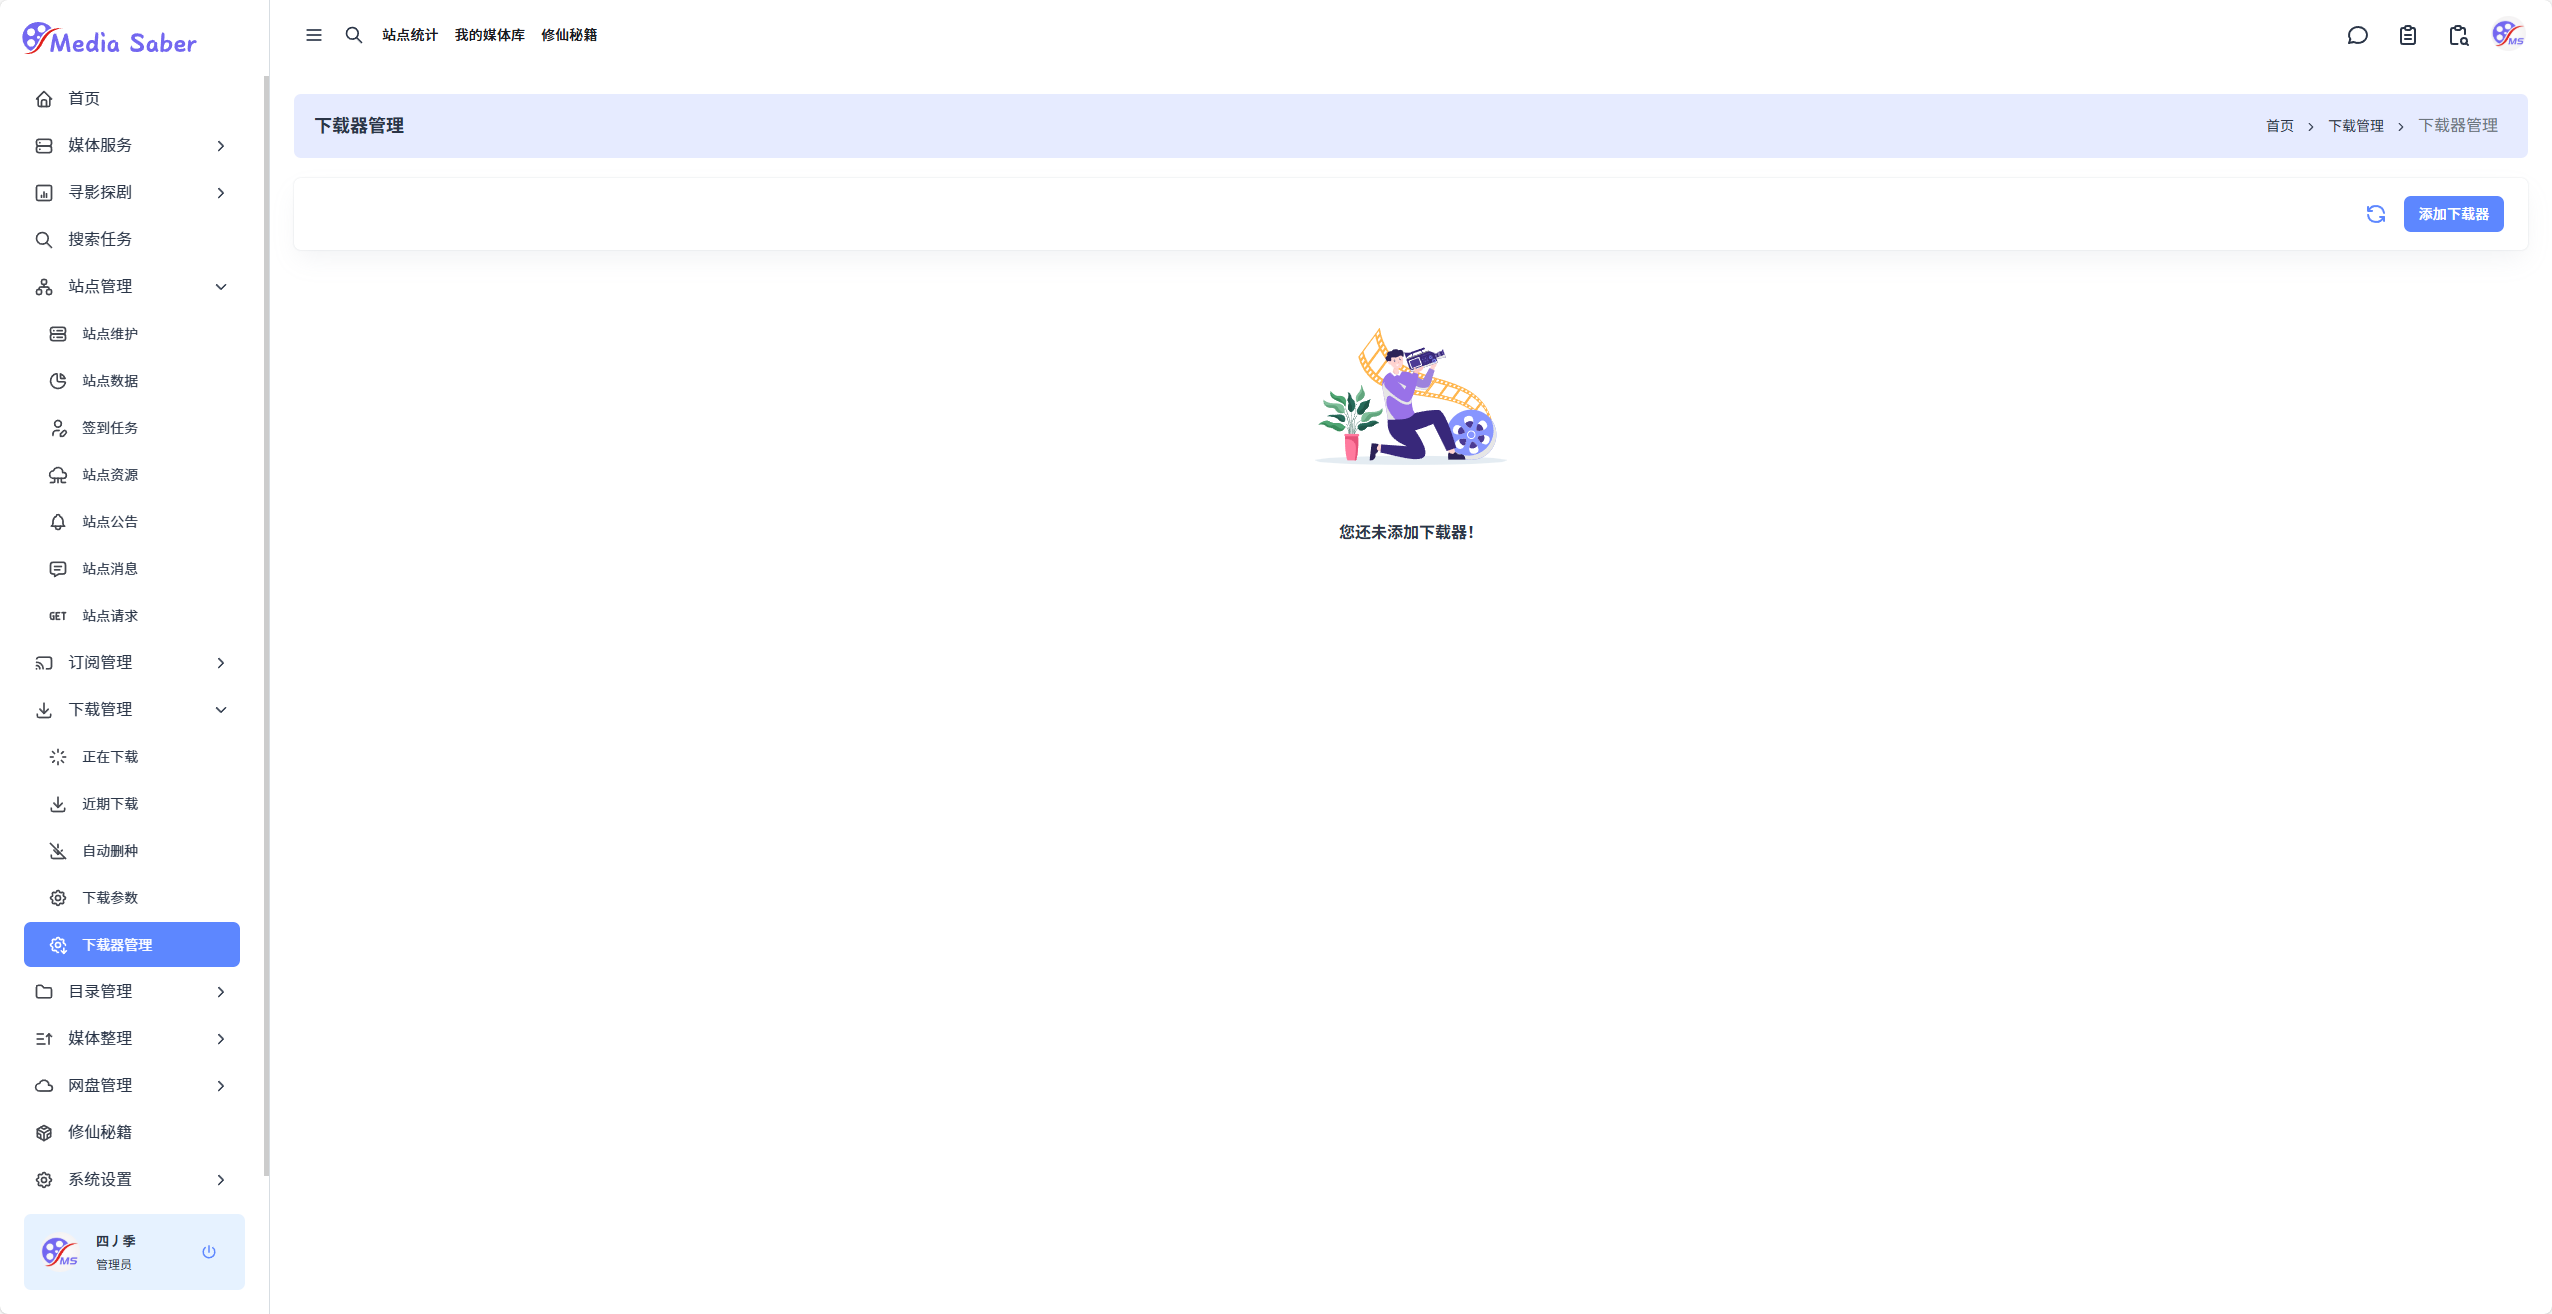 Media Saber
首页
媒体服务
寻影探剧
搜索任务
站点管理
站点维护
站点数据
签到任务
站点资源
站点公告
站点消息
GET 站点请求
订阅管理
下载管理
正在下载
近期下载
自动删种
下载参数
下载器管理
目录管理
媒体整理
网盘管理
修仙秘籍
系统设置
MS
四丿季
管理员
站点统计 我的媒体库 修仙秘籍
MS
下载器管理
首页 > 下载管理 > 下载器管理
添加下载器
您还未添加下载器！